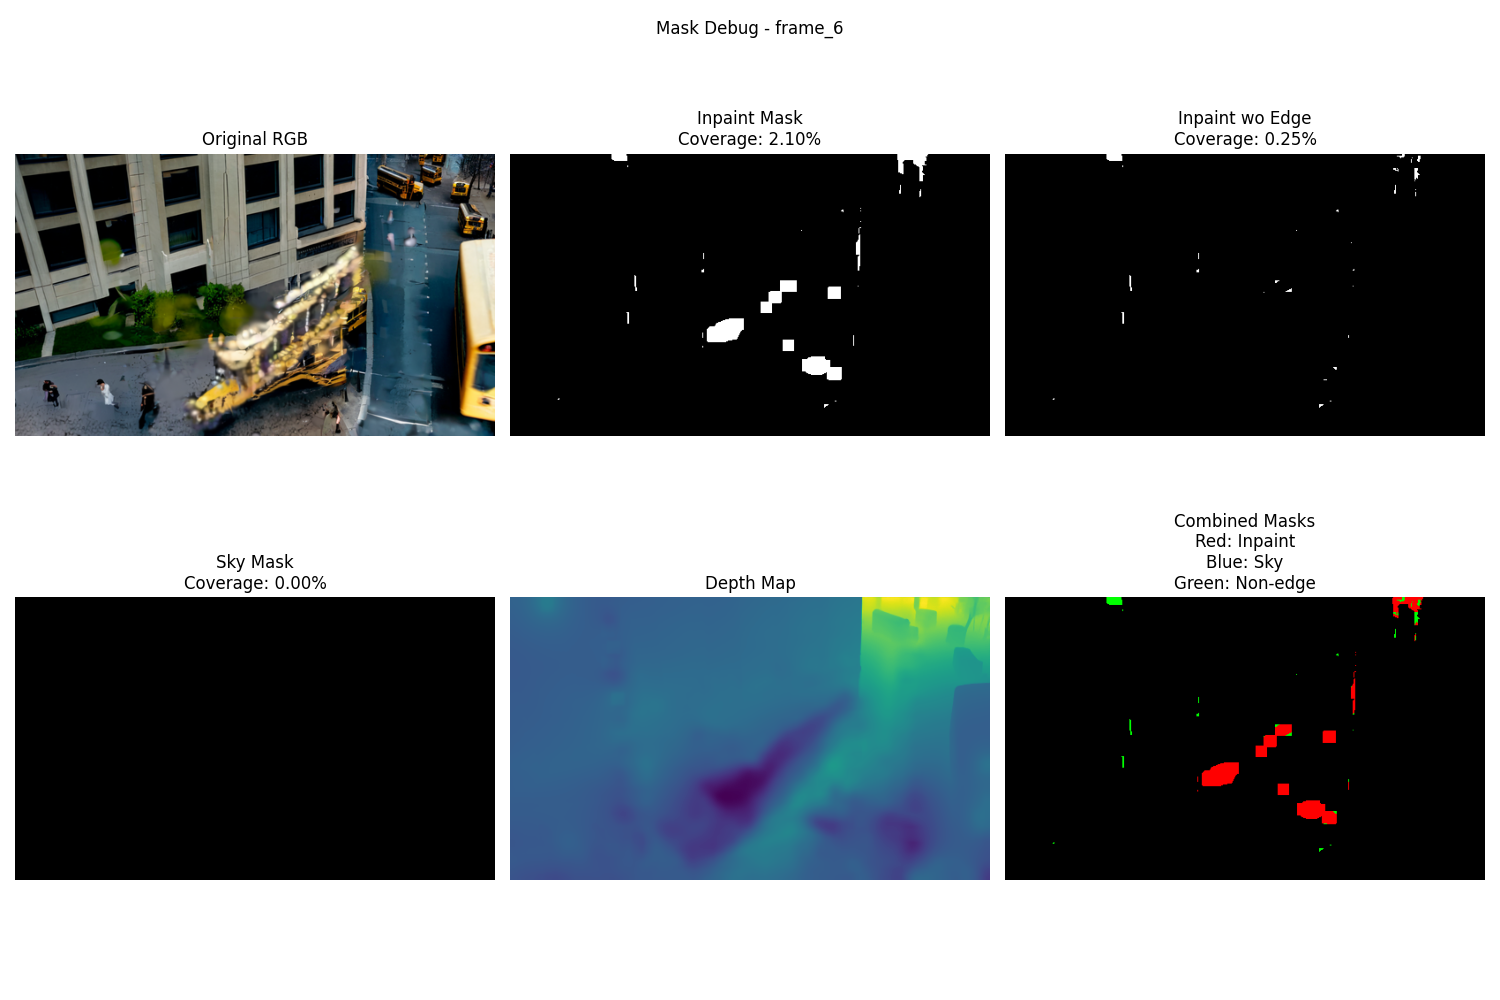 Mask Debug - frame_6
Original RGB
Inpaint Mask
Coverage: 2.10%
Inpaint wo Edge
Coverage: 0.25%
Sky Mask
Coverage: 0.00%
Depth Map
Combined Masks
Red: Inpaint
Blue: Sky
Green: Non-edge